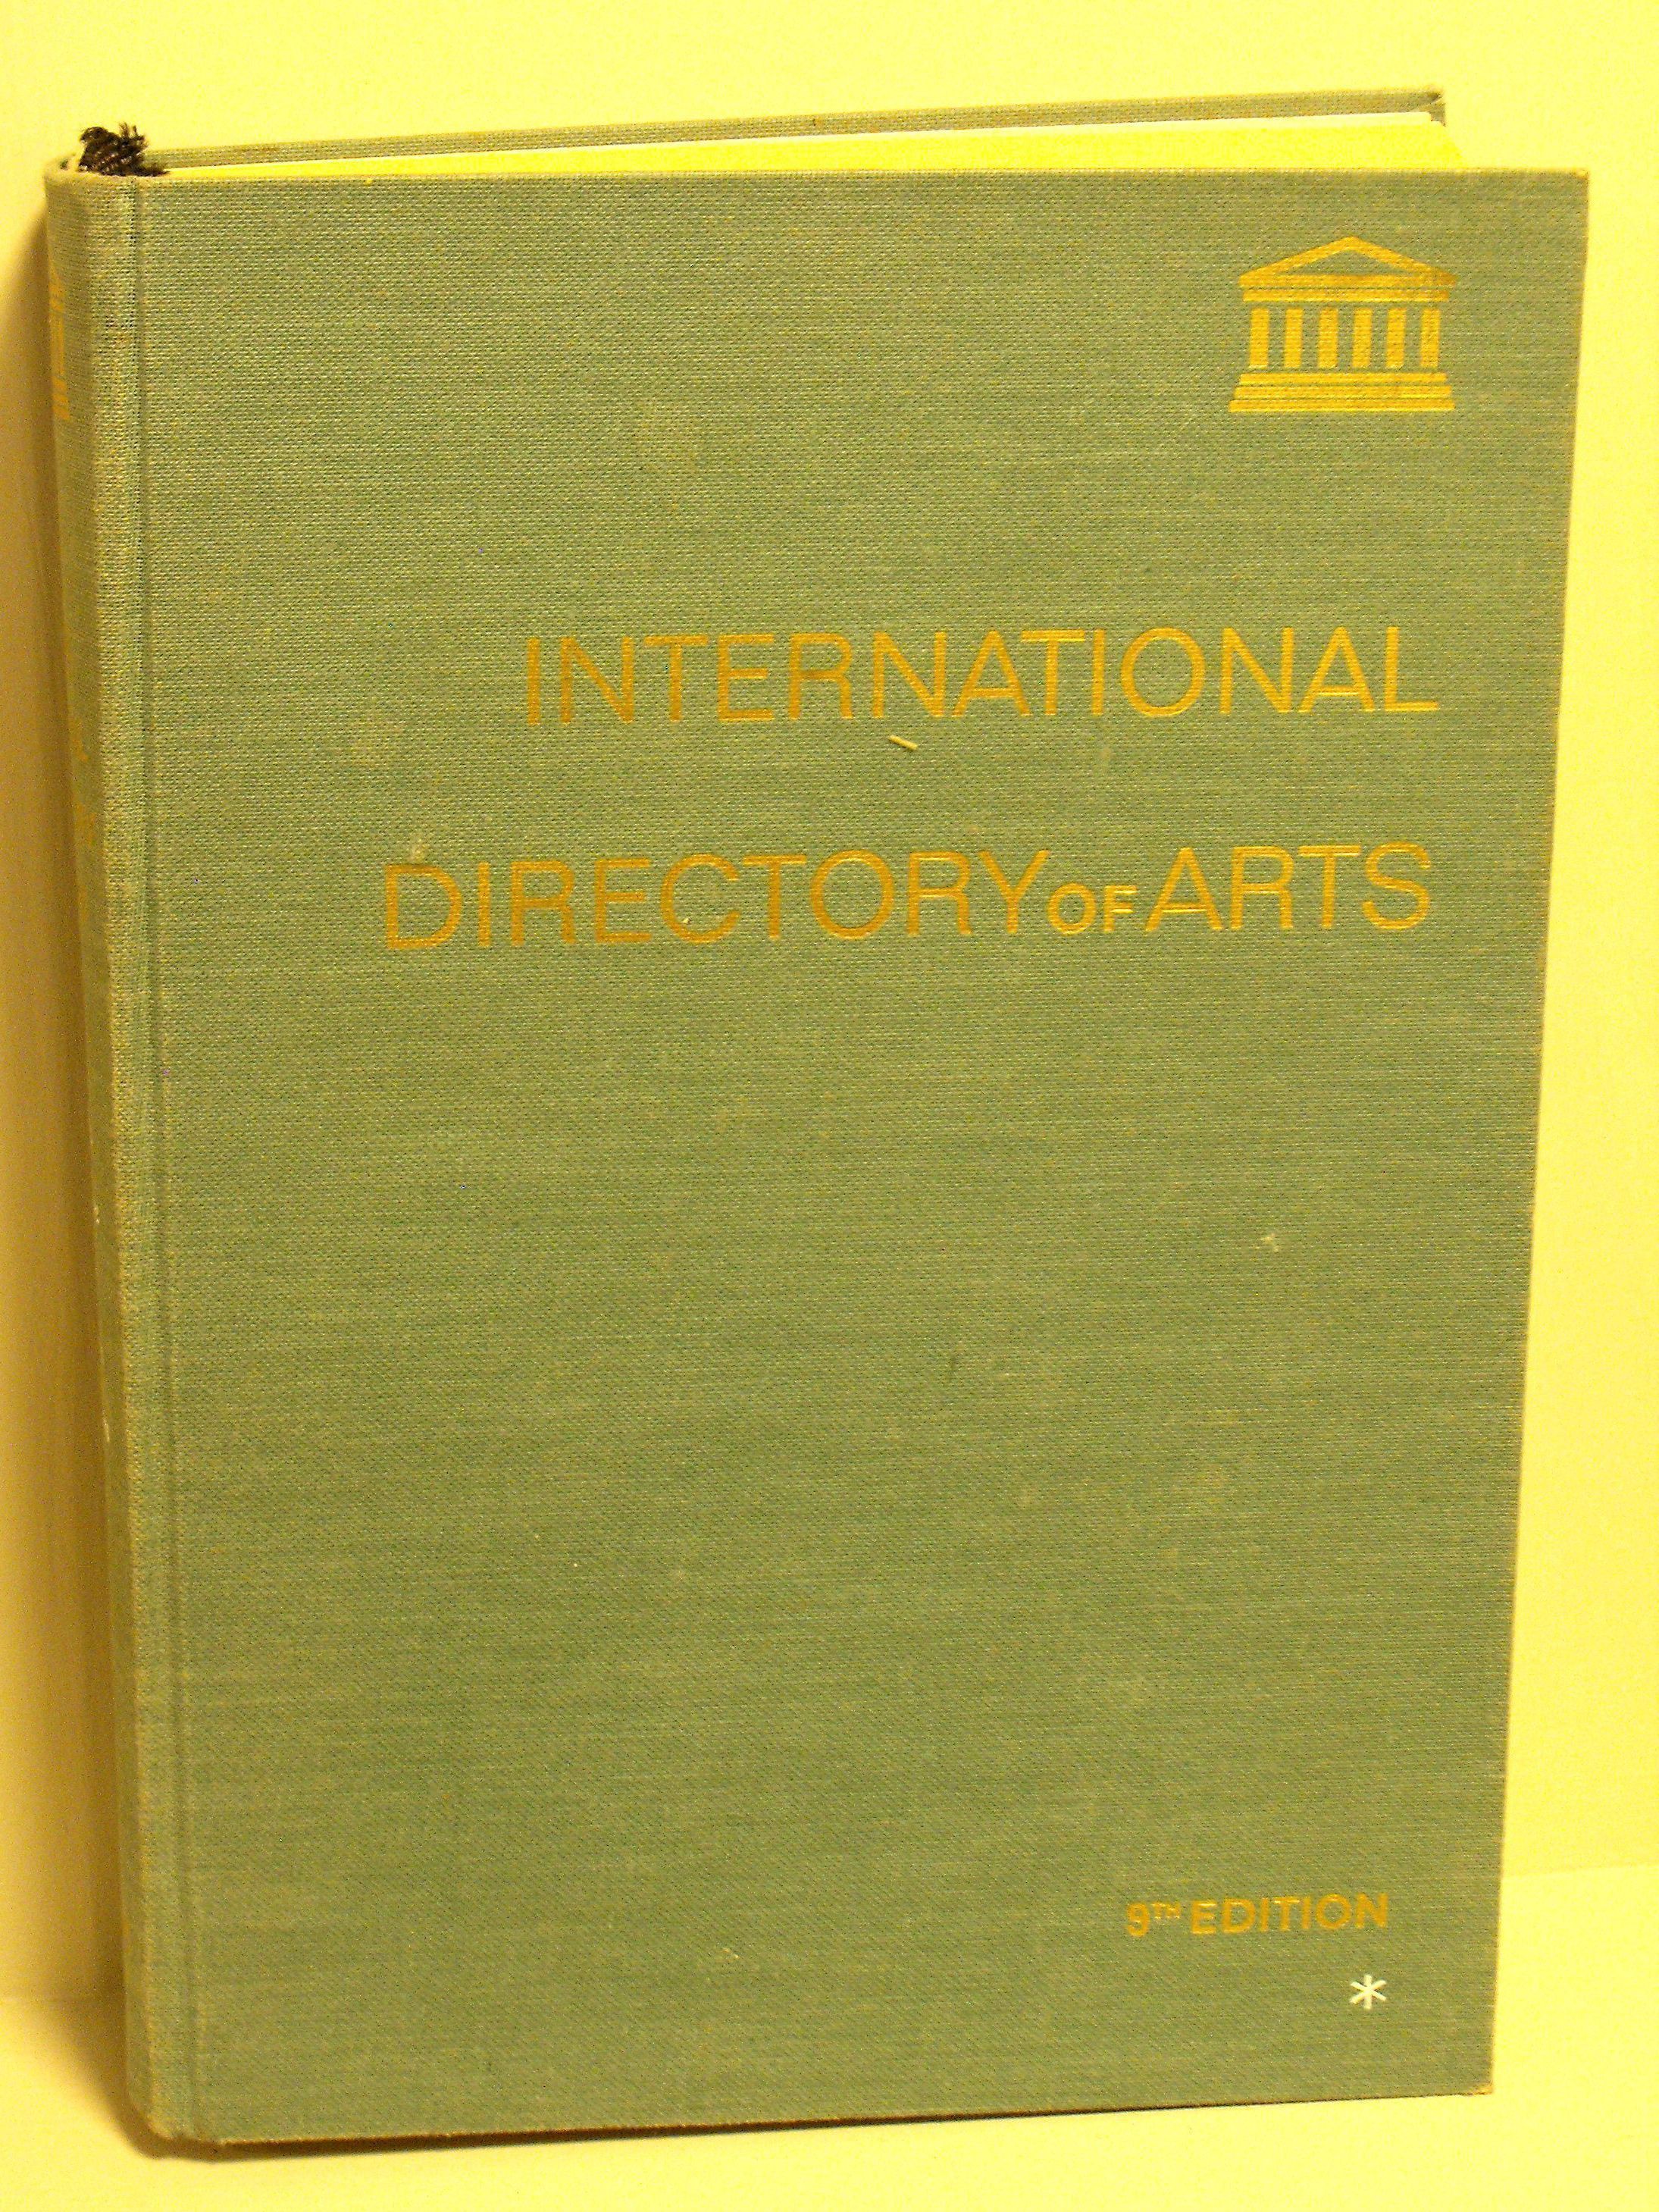 INTERNATIONAL
DIRECTORY OF ARTS
9TH EDITION
*